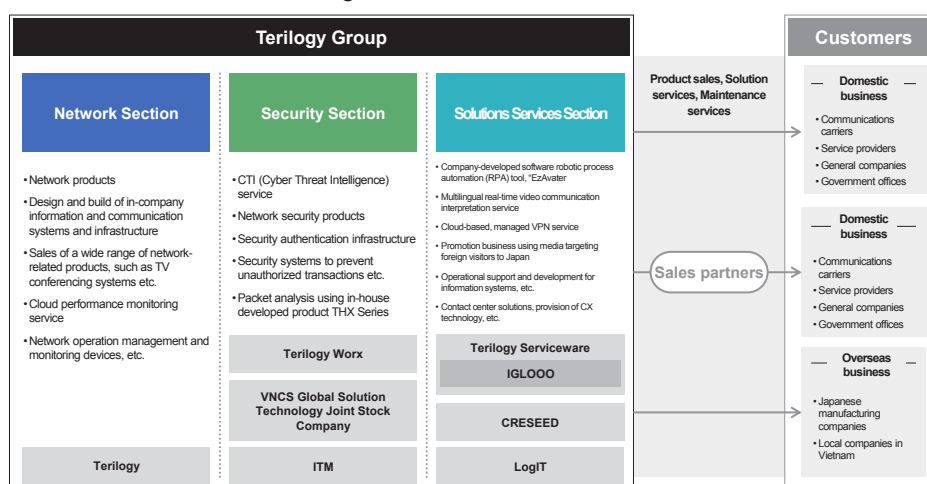 Terilogy Group
Customers
Network Section
• Network products
• Design and build of in-company
information and communication
systems and infrastructure
• Sales of a wide range of network-
related products, such as TV
conferencing systems etc.
• Cloud performance monitoring
service
• Network operation management and
monitoring devices, etc.
Terilogy
Security Section
• CTI (Cyber Threat Intelligence)
service
• Network security products
• Security authentication infrastructure
• Security systems to prevent
unauthorized transactions etc.
• Packet analysis using in-house
developed product THX Series
Terilogy Worx
VNCS Global Solution
Technology Joint Stock
Company
ITM
Solutions Services Section
• Company-developed software robotic process
automation (RPA) tool, "EzAvater
• Multilingual real-time video communication
interpretation service
• Cloud-based, managed VPN service
• Promotion business using media targeting
foreign visitors to Japan
• Operational support and development for
information systems, etc.
• Contact center solutions, provision of CX
technology, etc.
Terilogy Serviceware
IGLOOO
CRESEED
LogIT
Product sales, Solution
services, Maintenance
services
Sales partners
Domestic
business
• Communications
carriers
• Service providers
• General companies
• Government offices
Domestic
business
• Communications
carriers
• Service providers
• General companies
• Government offices
Overseas
business
• Japanese
manufacturing
companies
• Local companies in
Vietnam